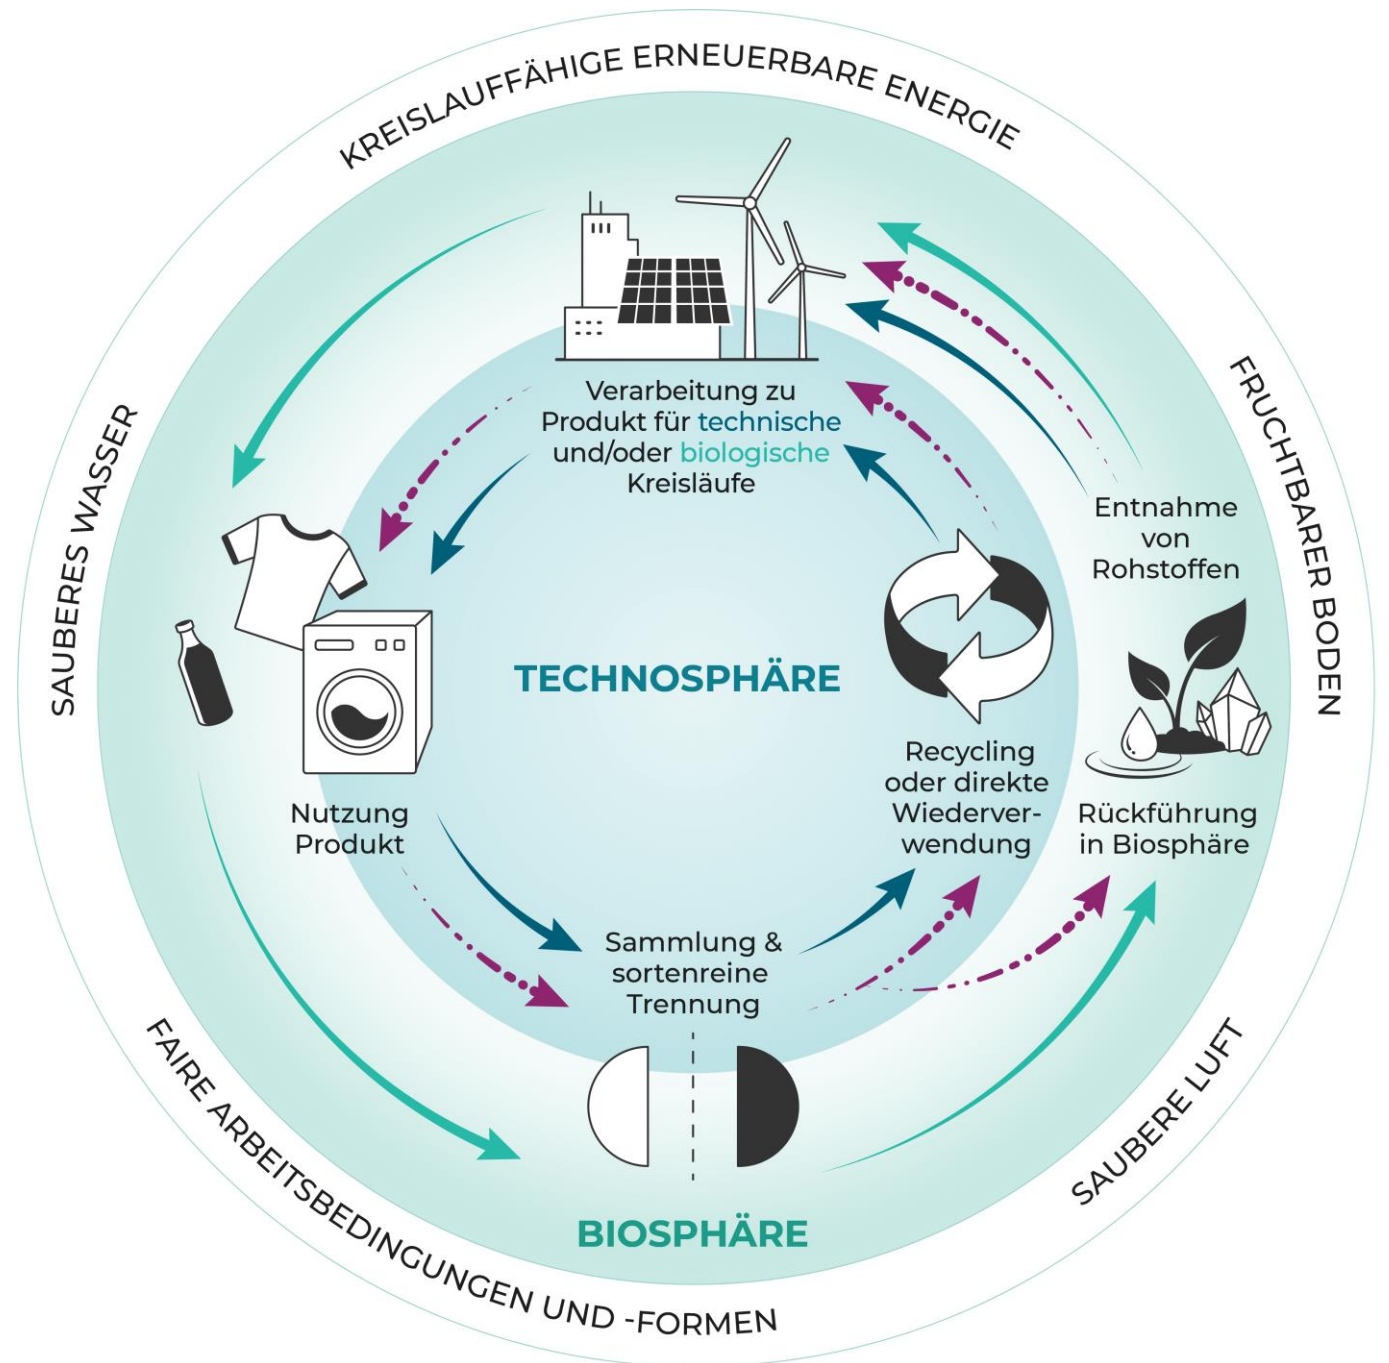 KREISLAUFFÄHIGE ERNEUERBARE ENERGIE
FRUCHTBARER BODEN
SAUBERE LUFT
FAIRE ARBEITSBEDINGUNGEN UND -FORMEN
SAUBERES WASSER
Verarbeitung zu
Produkt für technische
und/oder biologische
Kreisläufe
Entnahme
von
Rohstoffen
TECHNOSPHÄRE
Recycling
oder direkte
Wiederver-
wendung
Rückführung
in Biosphäre
Nutzung
Produkt
Sammlung &
sortenreine
Trennung
BIOSPHÄRE